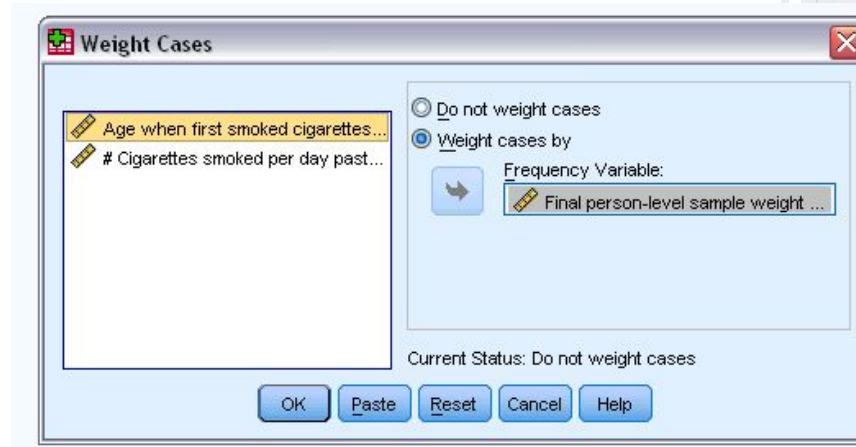 Weight Cases
Age when first smoked cigarettes...
# Cigarettes smoked per day past...
Do not weight cases
Weight cases by
Frequency Variable:
Final person-level sample weight ...
Current Status: Do not weight cases
OK Paste Reset Cancel Help